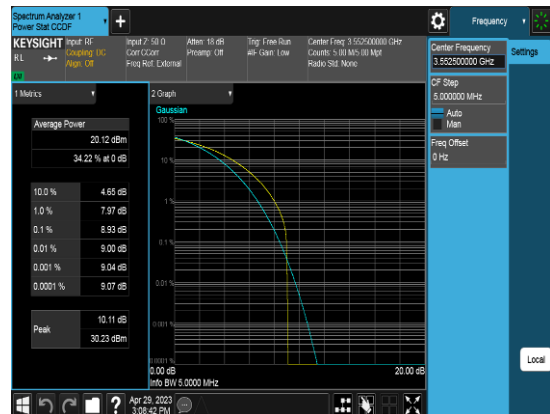 Spectrum Analyzer 1
Power Stat CCDF
+
Frequency
KEYSIGHT
RL
Input: RF
Coupling: DC
Align: Off
Input Z: 50 Ω
Corr CCorr
Freq Ref: External
Atten: 18 dB
Preamp: Off
Trig: Free Run
#IF Gain: Low
Center Freq: 3.552500000 GHz
Counts: 5.00 M/5.00 Mpt
Radio Std: None
Center Frequency
3.552500000 GHz
Settings
CF Step
5.000000 MHz
Auto
Man
Freq Offset
0 Hz
1 Metrics
2 Graph
Gaussian
Average Power
20.12 dBm
34.22 % at 0 dB
10.0 % 4.65 dB
1.0 % 7.97 dB
0.1 % 8.93 dB
0.01 % 9.00 dB
0.001 % 9.04 dB
0.0001 % 9.07 dB
Peak
10.11 dB
30.23 dBm
100 %
10 %
1 %
0.1 %
0.01 %
0.001 %
0.0001 %
0.00 dB
20.00 dB
Info BW 5.0000 MHz
Local
?
Apr 29, 2023
3:08:42 PM